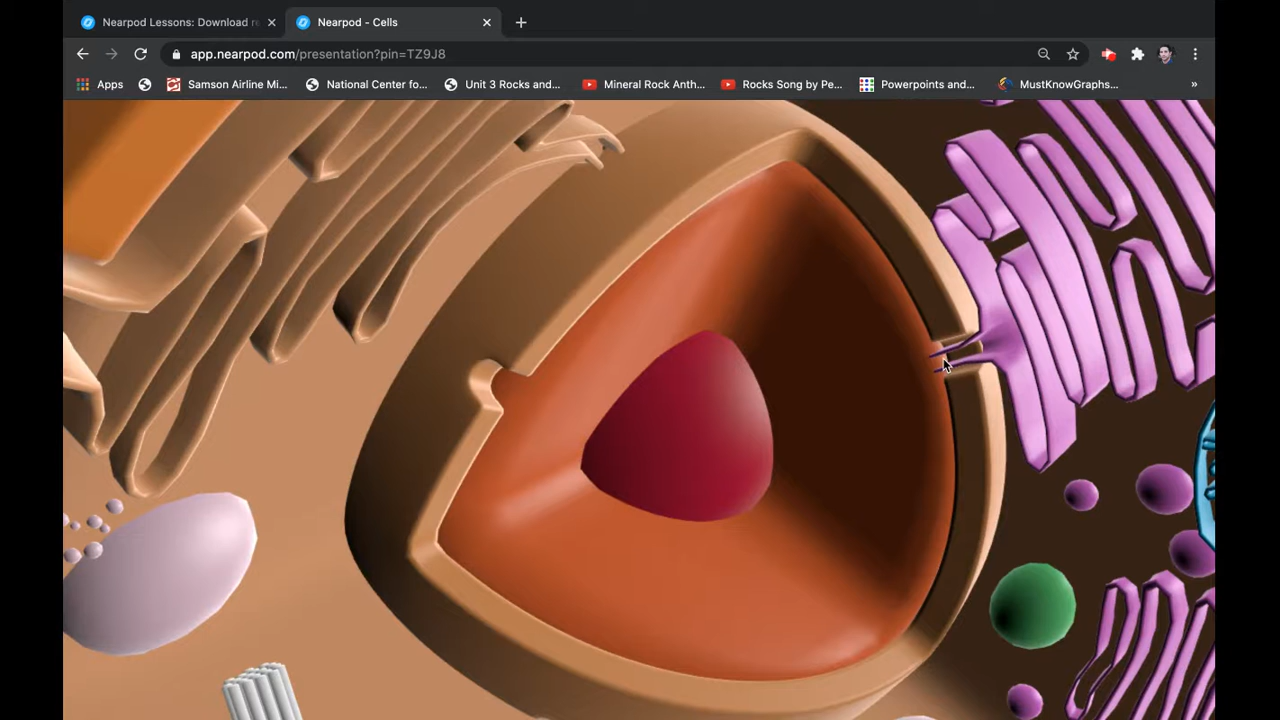 Nearpod Lessons: Download r
Nearpod - Cells
app.nearpod.com/presentation?pin=TZ9J8
Apps
Samson Airline Mi...
National Center fo...
Unit 3 Rocks and...
Mineral Rock Anth...
Rocks Song by Pe...
Powerpoints and...
MustKnowGraphs...
»